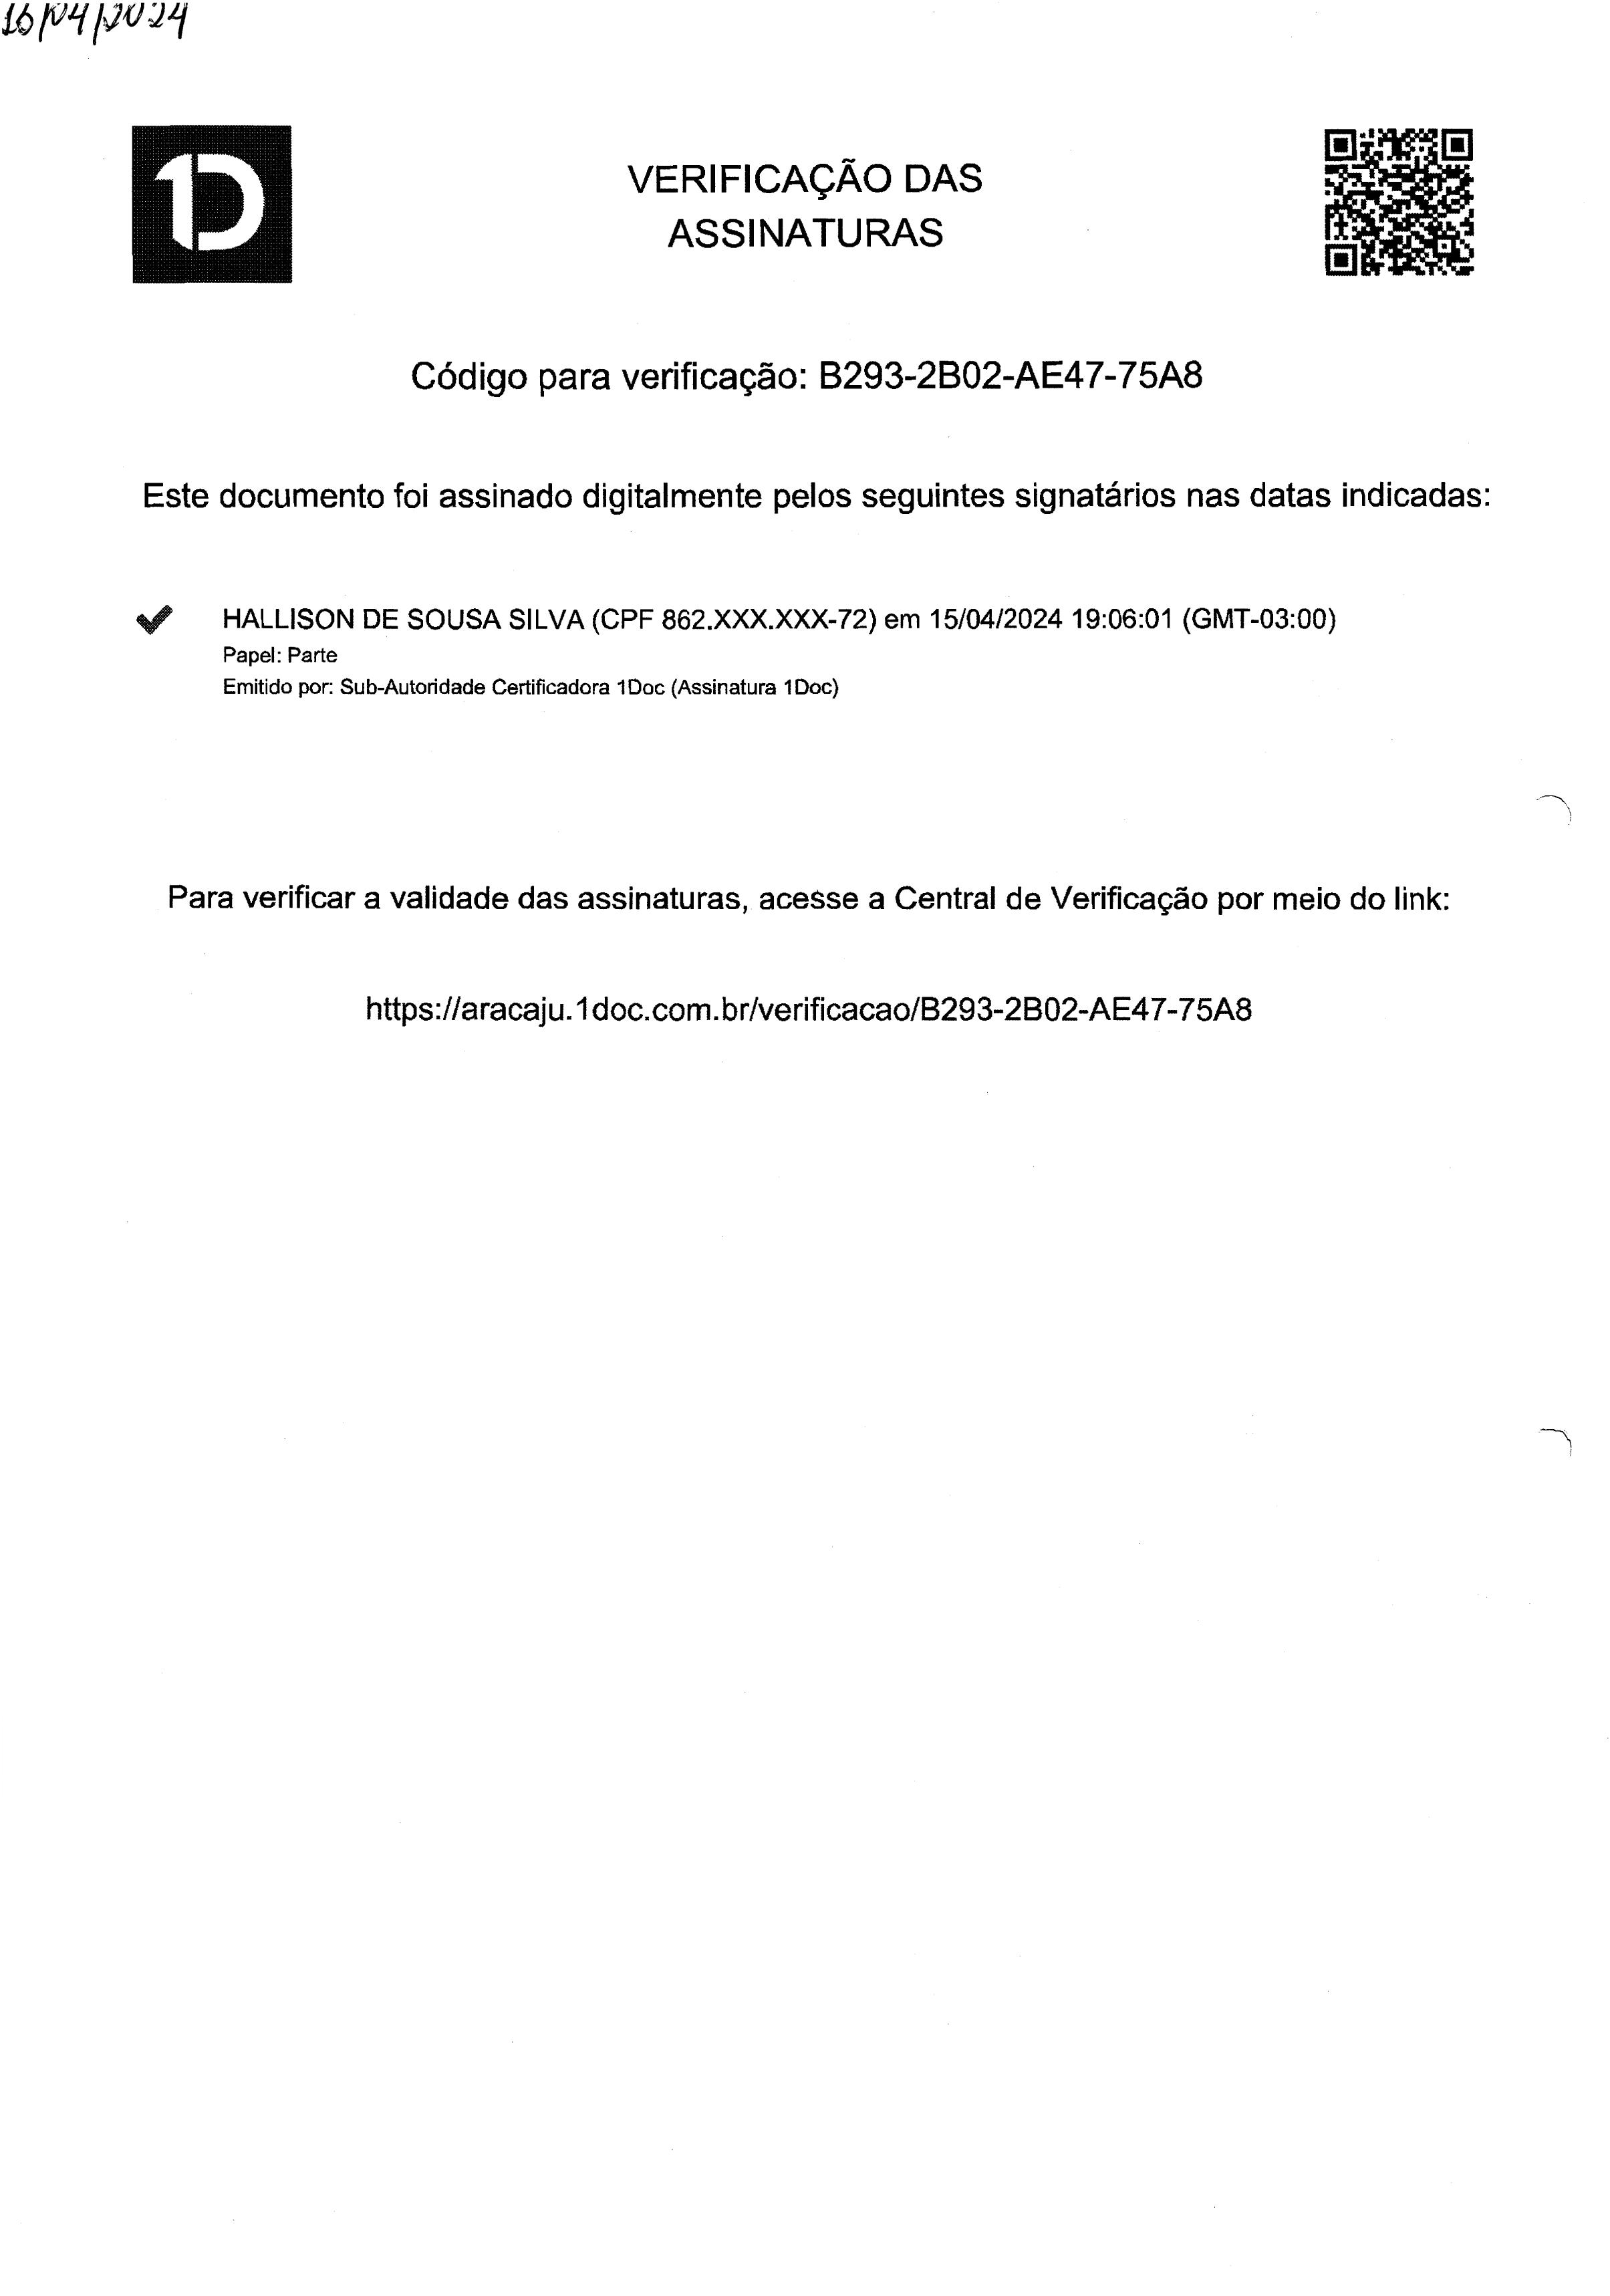 16/04/2024
1D
VERIFICAÇÃO DAS
ASSINATURAS
Código para verificação: B293-2B02-AE47-75A8
Este documento foi assinado digitalmente pelos seguintes signatários nas datas indicadas:
HALLISON DE SOUSA SILVA (CPF 862.XXX.XXX-72) em 15/04/2024 19:06:01 (GMT-03:00)
Papel: Parte
Emitido por: Sub-Autoridade Certificadora 1Doc (Assinatura 1Doc)
Para verificar a validade das assinaturas, acesse a Central de Verificação por meio do link:
https://aracaju.1doc.com.br/verificacao/B293-2B02-AE47-75A8